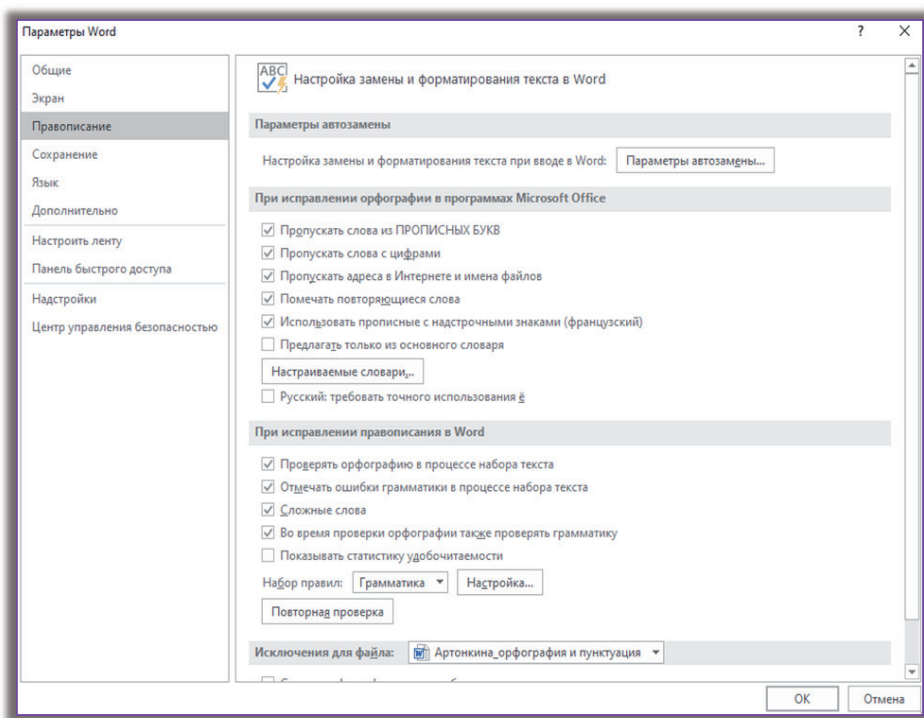 Параметры Word
? X
Общие
Экран
Правописание
Сохранение
Язык
Дополнительно
Настроить ленту
Панель быстрого доступа
Надстройки
Центр управления безопасностью
ABC
Настройка замены и форматирования текста в Word
Параметры автозамены
Настройка замены и форматирования текста при вводе в Word: Параметры автозамены...
При исправлении орфографии в программах Microsoft Office
Пропускать слова из ПРОПИСНЫХ БУКВ
Пропускать слова с цифрами
Пропускать адреса в Интернете и имена файлов
Помечать повторяющиеся слова
Использовать прописные с надстрочными знаками (французский)
Предлагать только из основного словаря
Настраиваемые словари...
Русский: требовать точного использования ё
При исправлении правописания в Word
Проверять орфографию в процессе набора текста
Отмечать ошибки грамматики в процессе набора текста
Сложные слова
Во время проверки орфографии также проверять грамматику
Показывать статистику удобочитаемости
Набор правил: Грамматика Настройка...
Повторная проверка
Исключения для файла: Артонкина_орфография и пунктуация
ОК Отмена